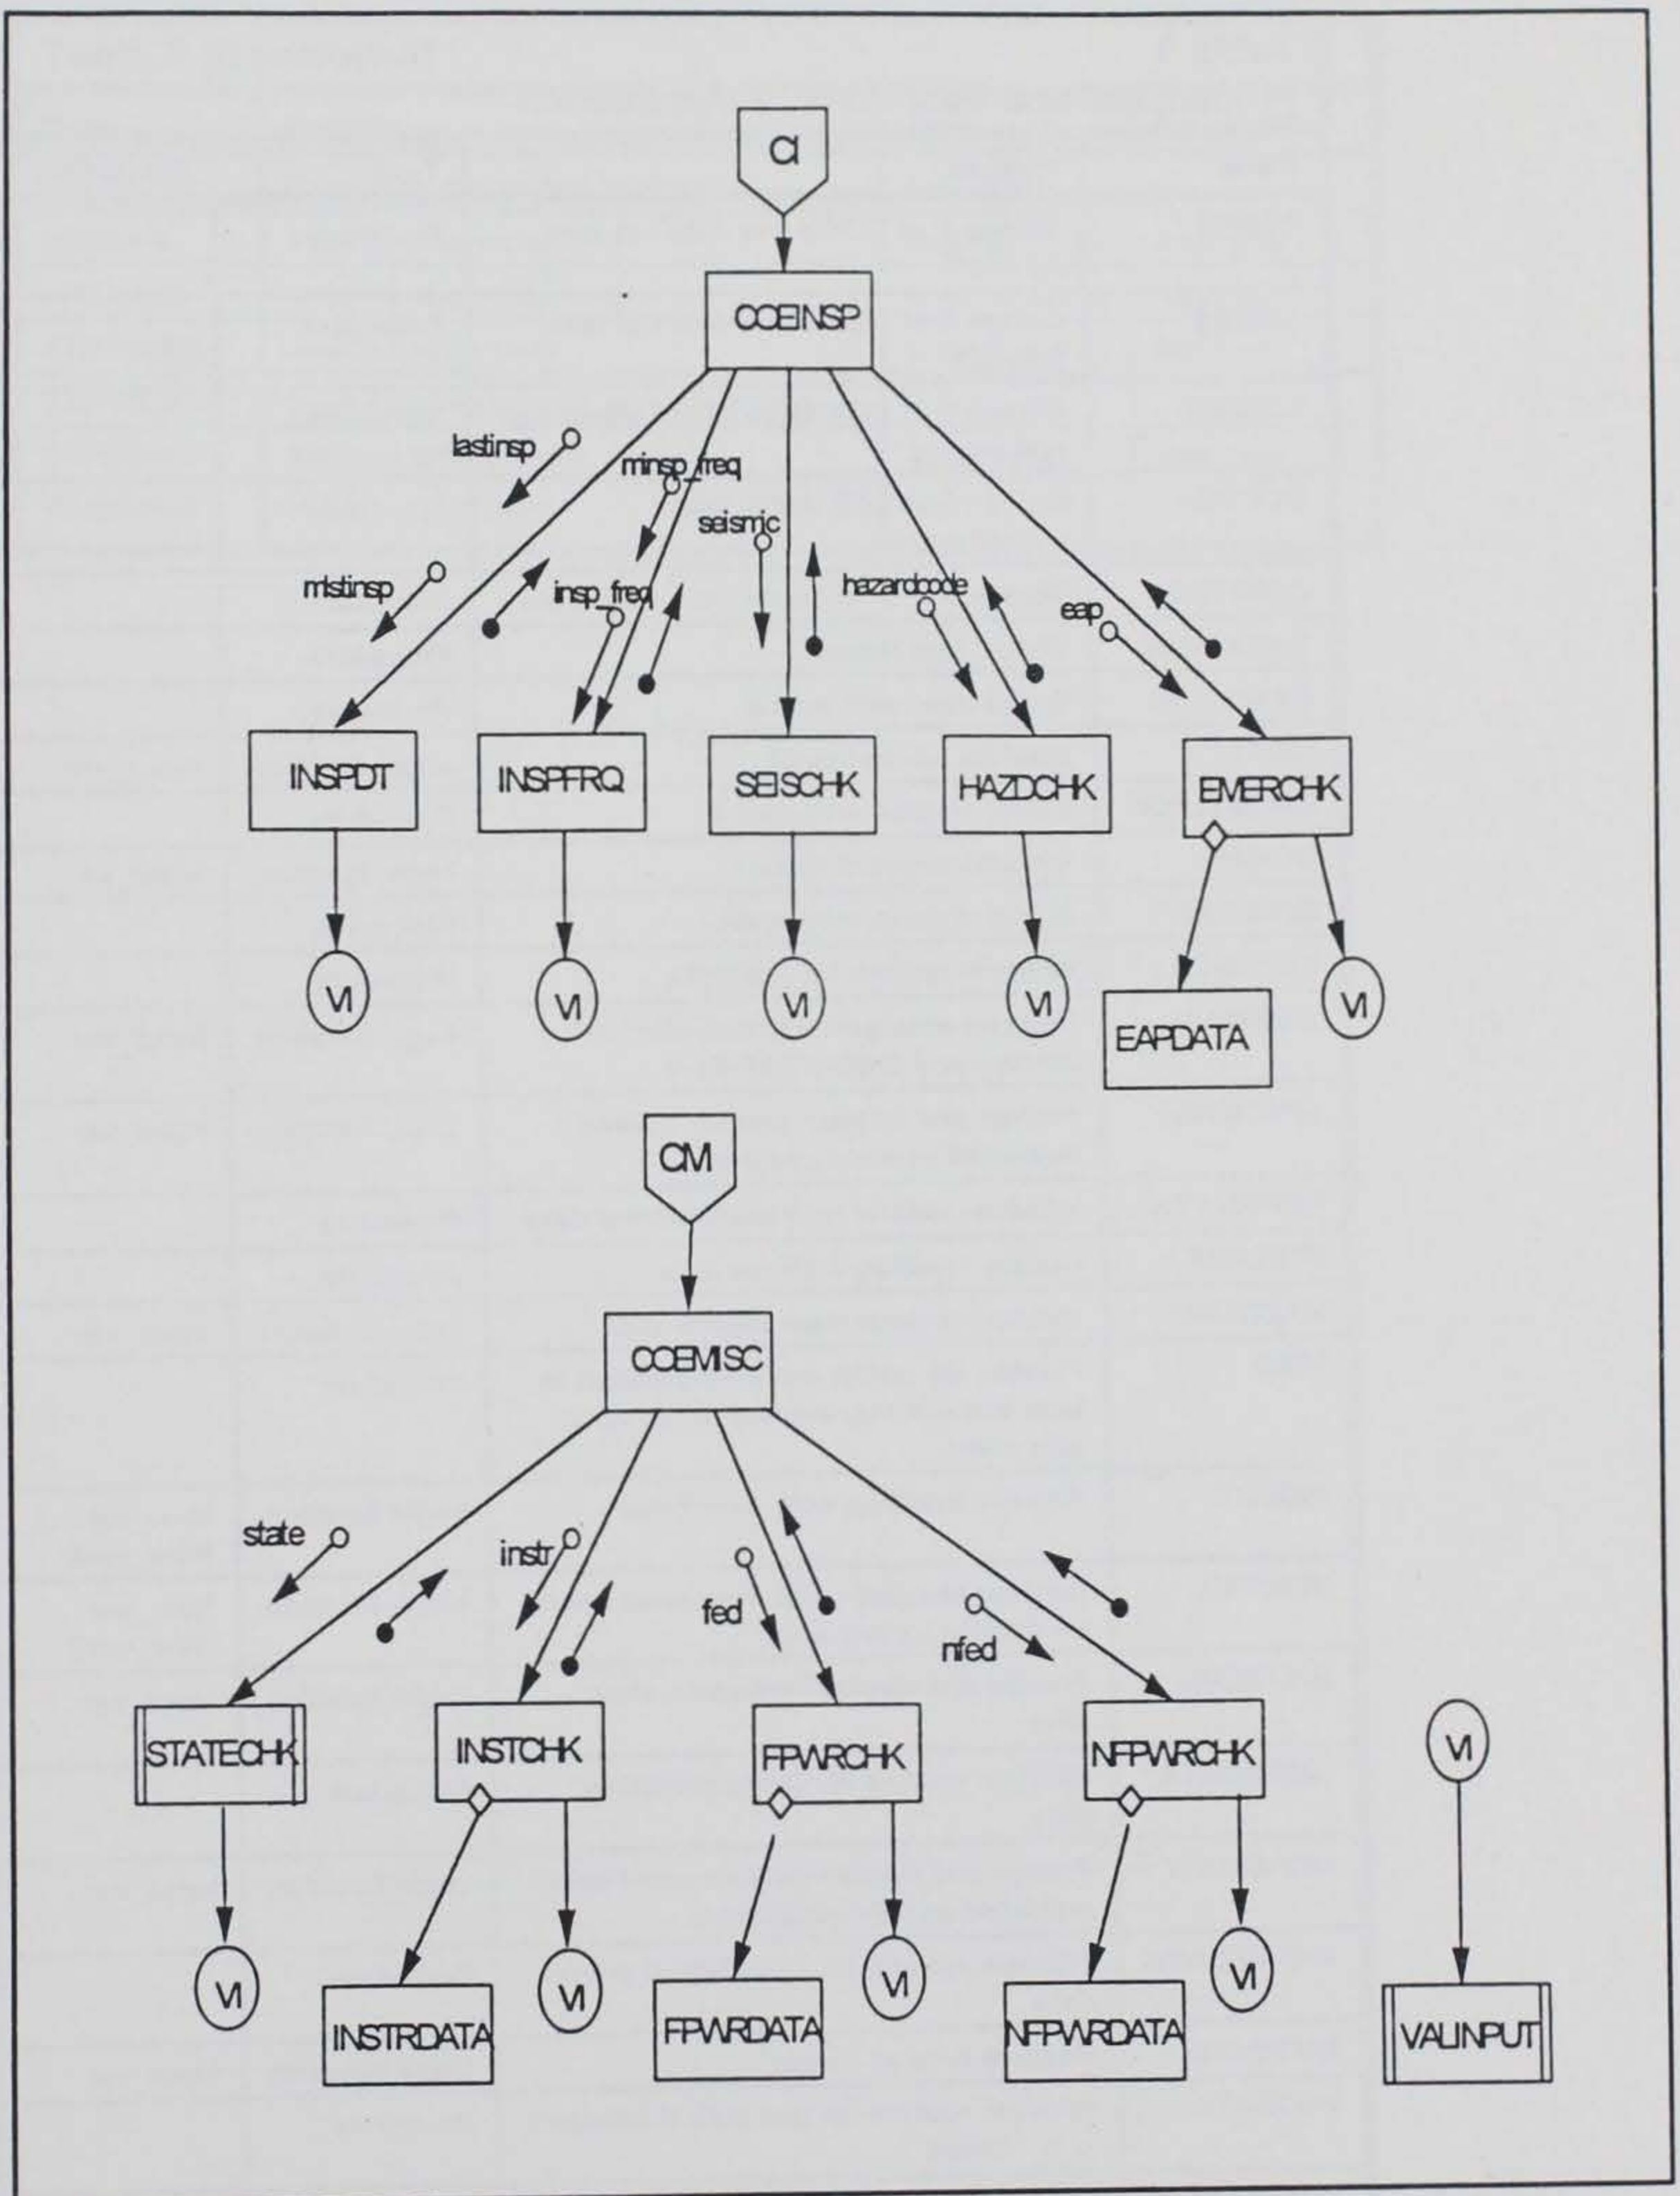 CI
COEINSP
lastinsp
minsp_freq
seismic
mlstinsp
insp_freq
hazardcode
eap
INSPDT
INSPFRQ
SEISCHK
HAZDCHK
EMERCHK
VI
VI
VI
VI
VI
EAPDATA
CM
COEMISC
state
instr
fed
nfed
STATECHK
INSTCHK
FPWRCHK
NFPWRCHK
VI
VI
VI
VI
VI
INSTRDATA
FPWRDATA
NFPWRDATA
VALINPUT